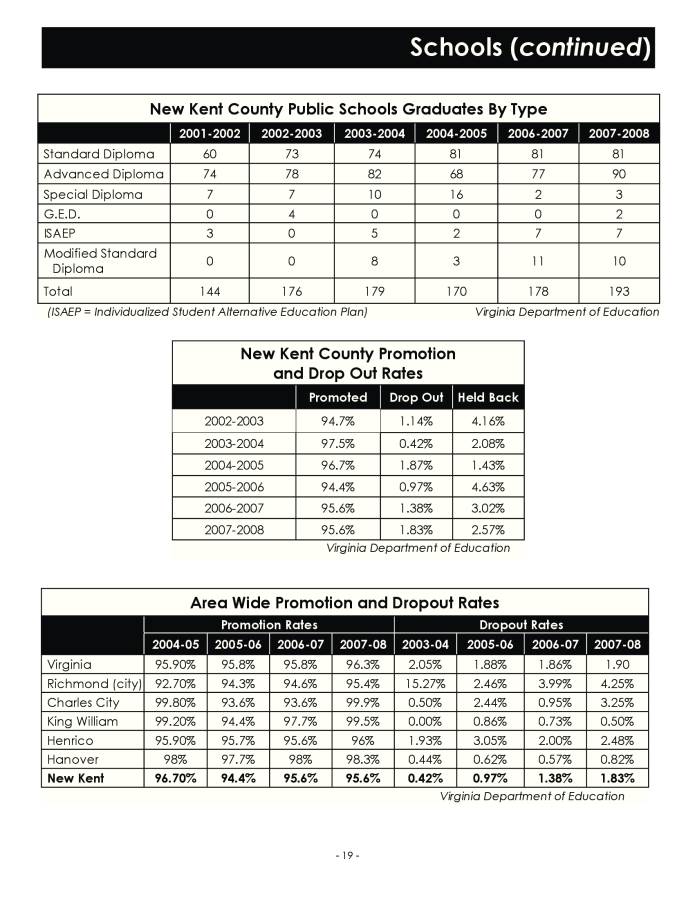 Schools (continued)
New Kent County Public Schools Graduates By Type
2001-2002 2002-2003 2003-2004 2004-2005 2006-2007 2007-2008
Standard Diploma 60 73 74 81 81 81
Advanced Diploma 74 78 82 68 77 90
Special Diploma 7 7 10 16 2 3
G.E.D. 0 4 0 0 0 2
ISAEP 3 0 5 2 7 7
Modified Standard
Diploma 0 0 8 3 11 10
Total 144 176 179 170 178 193
(ISAEP = Individualized Student Alternative Education Plan) Virginia Department of Education
New Kent County Promotion
and Drop Out Rates
Promoted Drop Out Held Back
2002-2003 94.7% 1.14% 4.16%
2003-2004 97.5% 0.42% 2.08%
2004-2005 96.7% 1.87% 1.43%
2005-2006 94.4% 0.97% 4.63%
2006-2007 95.6% 1.38% 3.02%
2007-2008 95.6% 1.83% 2.57%
Virginia Department of Education
Area Wide Promotion and Dropout Rates
Promotion Rates Dropout Rates
2004-05 2005-06 2006-07 2007-08 2003-04 2005-06 2006-07 2007-08
Virginia 95.90% 95.8% 95.8% 96.3% 2.05% 1.88% 1.86% 1.90
Richmond (city) 92.70% 94.3% 94.6% 95.4% 15.27% 2.46% 3.99% 4.25%
Charles City 99.80% 93.6% 93.6% 99.9% 0.50% 2.44% 0.95% 3.25%
King William 99.20% 94.4% 97.7% 99.5% 0.00% 0.86% 0.73% 0.50%
Henrico 95.90% 95.7% 95.6% 96% 1.93% 3.05% 2.00% 2.48%
Hanover 98% 97.7% 98% 98.3% 0.44% 0.62% 0.57% 0.82%
New Kent 96.70% 94.4% 95.6% 95.6% 0.42% 0.97% 1.38% 1.83%
Virginia Department of Education
- 19 -